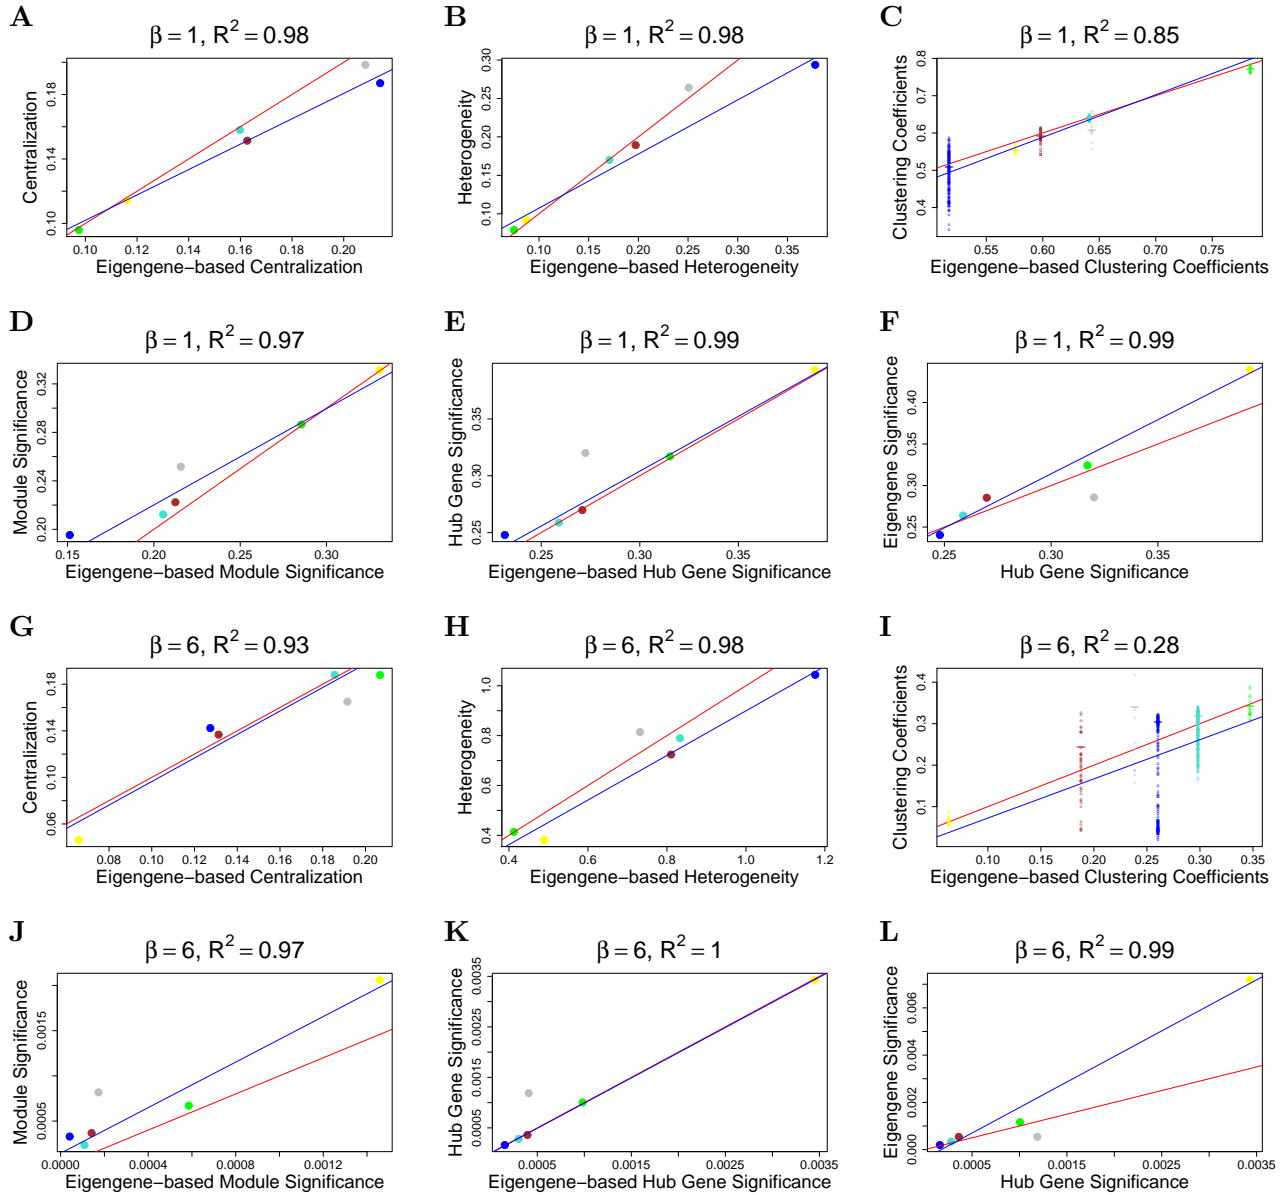 A
β = 1, R² = 0.98
Centralization
0.10 0.14 0.18
0.10 0.12 0.14 0.16 0.18 0.20
Eigengene−based Centralization
B
β = 1, R² = 0.98
Heterogeneity
0.10 0.15 0.20 0.25 0.30
0.10 0.15 0.20 0.25 0.30 0.35
Eigengene−based Heterogeneity
C
β = 1, R² = 0.85
Clustering Coefficients
0.4 0.5 0.6 0.7 0.8
0.55 0.60 0.65 0.70 0.75
Eigengene−based Clustering Coefficients
D
β = 1, R² = 0.97
Module Significance
0.20 0.24 0.28 0.32
0.15 0.20 0.25 0.30
Eigengene−based Module Significance
E
β = 1, R² = 0.99
Hub Gene Significance
0.25 0.30 0.35
0.25 0.30 0.35
Eigengene−based Hub Gene Significance
F
β = 1, R² = 0.99
Eigengene Significance
0.25 0.30 0.35 0.40
0.25 0.30 0.35
Hub Gene Significance
G
β = 6, R² = 0.93
Centralization
0.06 0.10 0.14 0.18
0.08 0.10 0.12 0.14 0.16 0.18 0.20
Eigengene−based Centralization
H
β = 6, R² = 0.98
Heterogeneity
0.4 0.6 0.8 1.0
0.4 0.6 0.8 1.0 1.2
Eigengene−based Heterogeneity
I
β = 6, R² = 0.28
Clustering Coefficients
0.1 0.2 0.3 0.4
0.10 0.15 0.20 0.25 0.30 0.35
Eigengene−based Clustering Coefficients
J
β = 6, R² = 0.97
Module Significance
0.0005 0.0015
0.0000 0.0004 0.0008 0.0012
Eigengene−based Module Significance
K
β = 6, R² = 1
Hub Gene Significance
0.0005 0.0015 0.0025 0.0035
0.0005 0.0015 0.0025 0.0035
Eigengene−based Hub Gene Significance
L
β = 6, R² = 0.99
Eigengene Significance
0.000 0.002 0.004 0.006
0.0005 0.0015 0.0025 0.0035
Hub Gene Significance